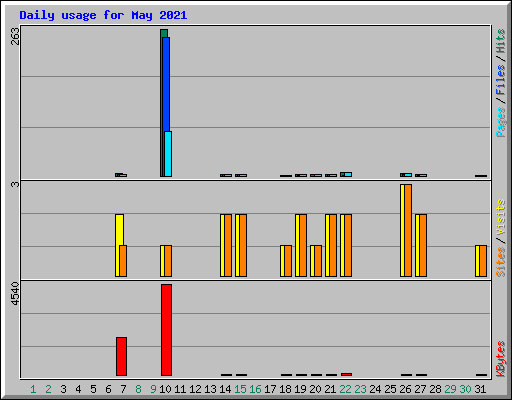 Daily usage for May 2021
263
3
4540
Pages / Files / Hits
Sites / Visits
KBytes
1 2 3 4 5 6 7 8 9 10 11 12 13 14 15 16 17 18 19 20 21 22 23 24 25 26 27 28 29 30 31